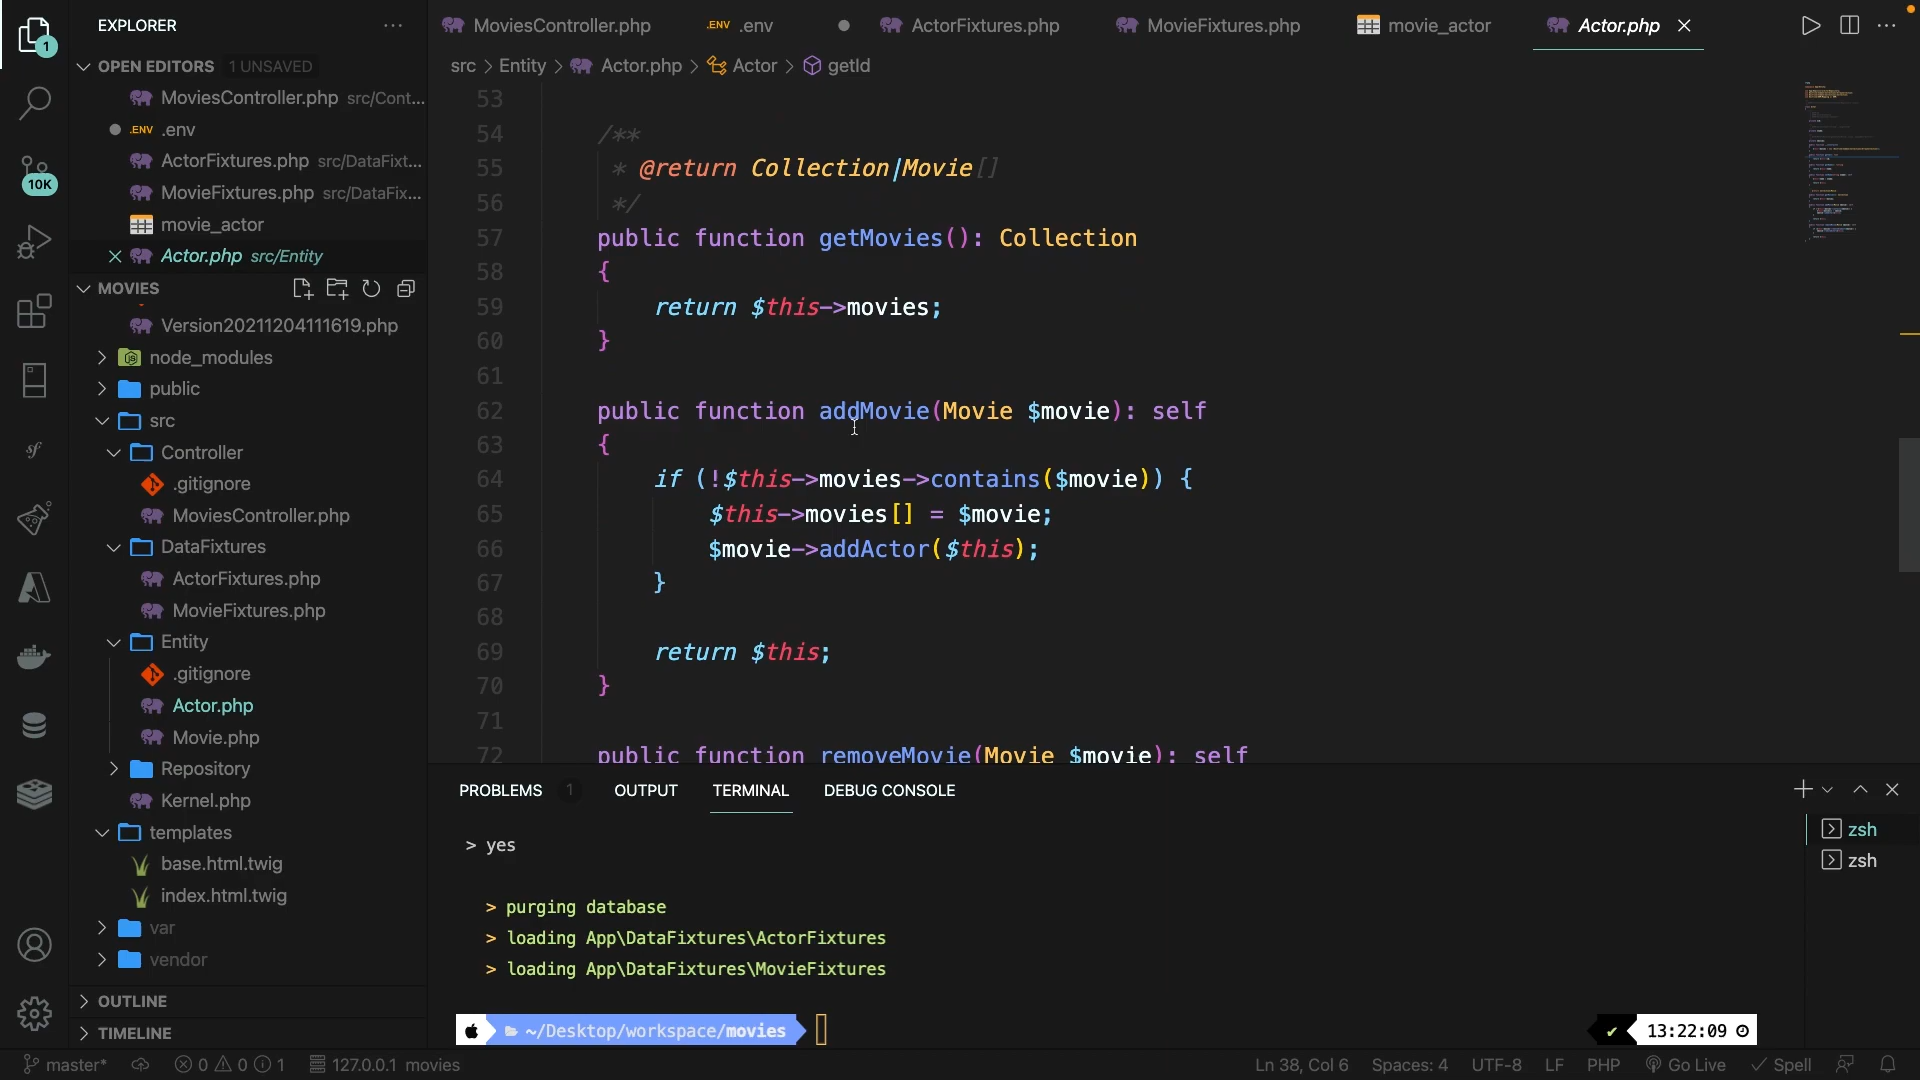 EXPLORER
OPEN EDITORS 1 UNSAVED
MoviesController.php src/Cont...
.ENV .env
ActorFixtures.php src/DataFixt...
MovieFixtures.php src/DataFix...
movie_actor
Actor.php src/Entity
MOVIES
Version20211204111619.php
node_modules
public
src
Controller
.gitignore
MoviesController.php
DataFixtures
ActorFixtures.php
MovieFixtures.php
Entity
.gitignore
Actor.php
Movie.php
Repository
Kernel.php
templates
base.html.twig
index.html.twig
var
vendor
OUTLINE
TIMELINE
1
10K
sf
MoviesController.php .ENV .env ActorFixtures.php MovieFixtures.php movie_actor Actor.php
src > Entity > Actor.php > Actor > getId
53
54 /**
55 * @return Collection|Movie[]
56 */
57 public function getMovies(): Collection
58 {
59 return $this->movies;
60 }
61
62 public function addMovie(Movie $movie): self
63 {
64 if (!$this->movies->contains($movie)) {
65 $this->movies[] = $movie;
66 $movie->addActor($this);
67 }
68
69 return $this;
70 }
71
72 public function removeMovie(Movie $movie): self
PROBLEMS 1 OUTPUT TERMINAL DEBUG CONSOLE
> yes
> purging database
> loading App\DataFixtures\ActorFixtures
> loading App\DataFixtures\MovieFixtures
~/Desktop/workspace/movies
13:22:09
zsh
zsh
master* 0 0 1 127.0.0.1 movies Ln 38, Col 6 Spaces: 4 UTF-8 LF PHP Go Live Spell